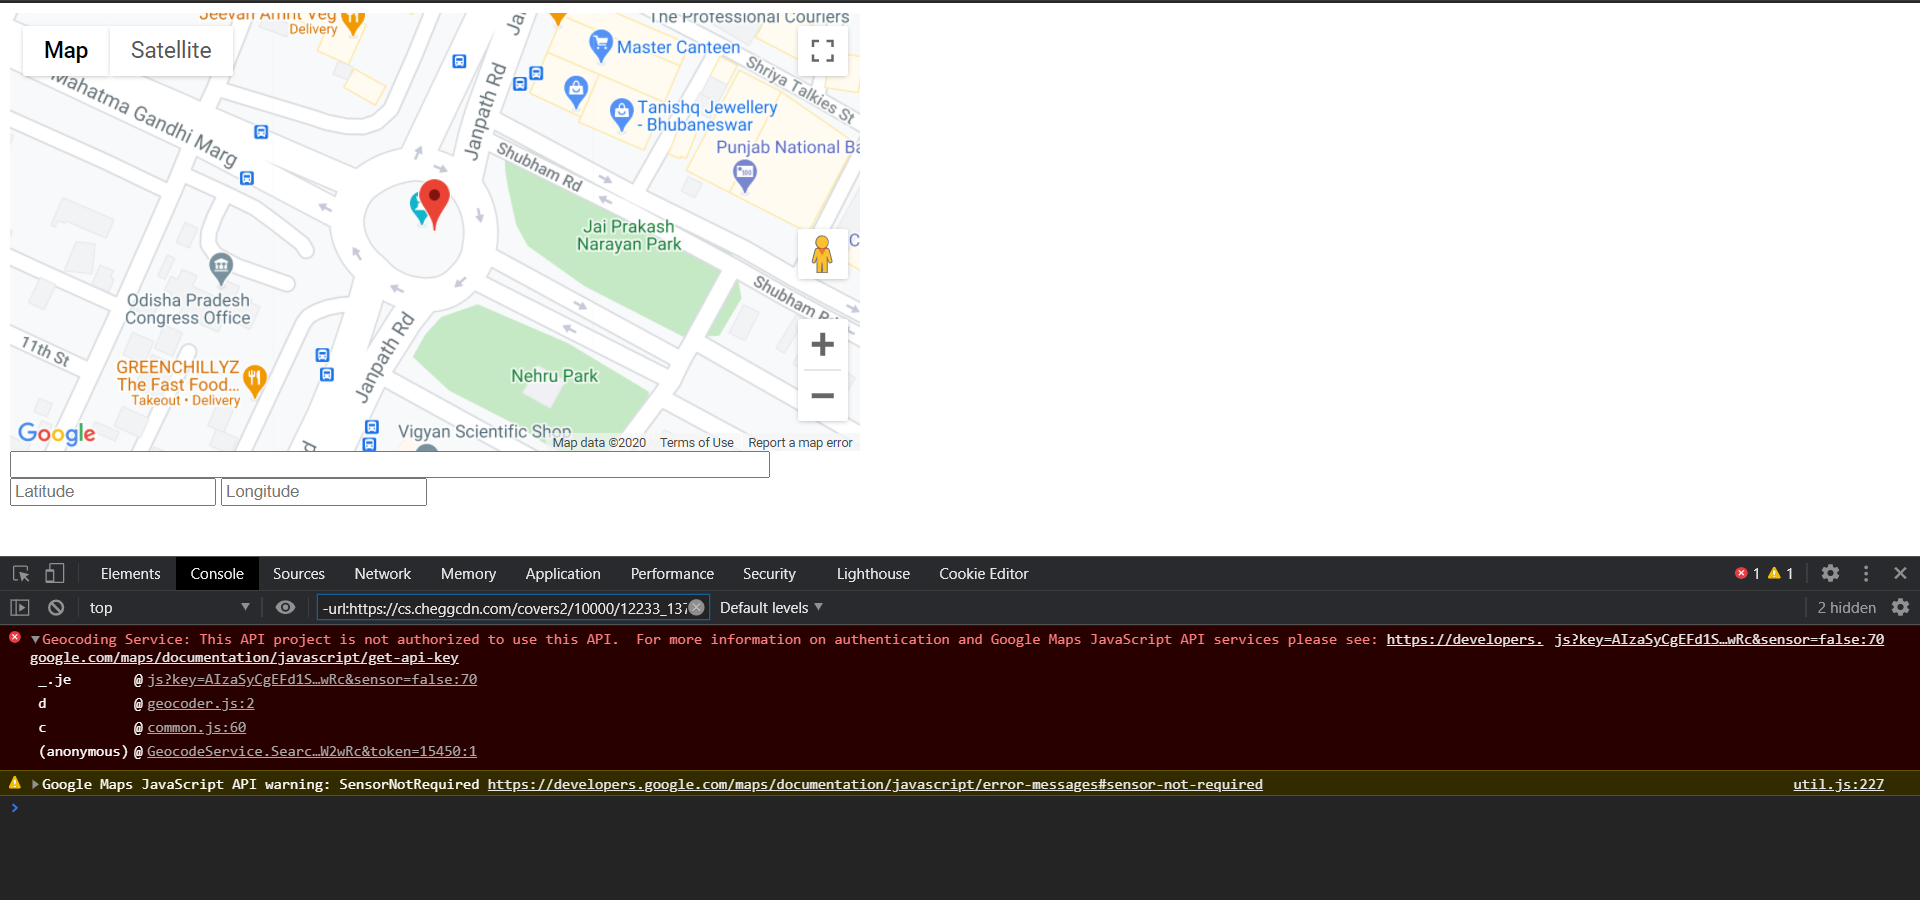 Jeevan Amrit Veg
Delivery
The Professional Couriers
Map
Satellite
Master Canteen
Shriya Talkies St
Mahatma Gandhi Marg
Janpath Rd
Tanishq Jewellery
- Bhubaneswar
Punjab National Ba
Shubham Rd
Jai Prakash
Narayan Park
C
Odisha Pradesh
Congress Office
Shubham Rd
11th St
Janpath Rd
GREENCHILLYZ
The Fast Food...
Takeout • Delivery
Nehru Park
Google
Vigyan Scientific Shop
Map data ©2020 Terms of Use Report a map error
Latitude Longitude
Elements Console Sources Network Memory Application Performance Security Lighthouse Cookie Editor 1 1
top -url:https://cs.cheggcdn.com/covers2/10000/12233_137 Default levels 2 hidden
Geocoding Service: This API project is not authorized to use this API. For more information on authentication and Google Maps JavaScript API services please see: https://developers. js?key=AIzaSyCgEFd1S…wRc&sensor=false:70
google.com/maps/documentation/javascript/get-api-key
_.je @ js?key=AIzaSyCgEFd1S…wRc&sensor=false:70
d @ geocoder.js:2
c @ common.js:60
(anonymous) @ GeocodeService.Searc…W2wRc&token=15450:1
Google Maps JavaScript API warning: SensorNotRequired https://developers.google.com/maps/documentation/javascript/error-messages#sensor-not-required util.js:227